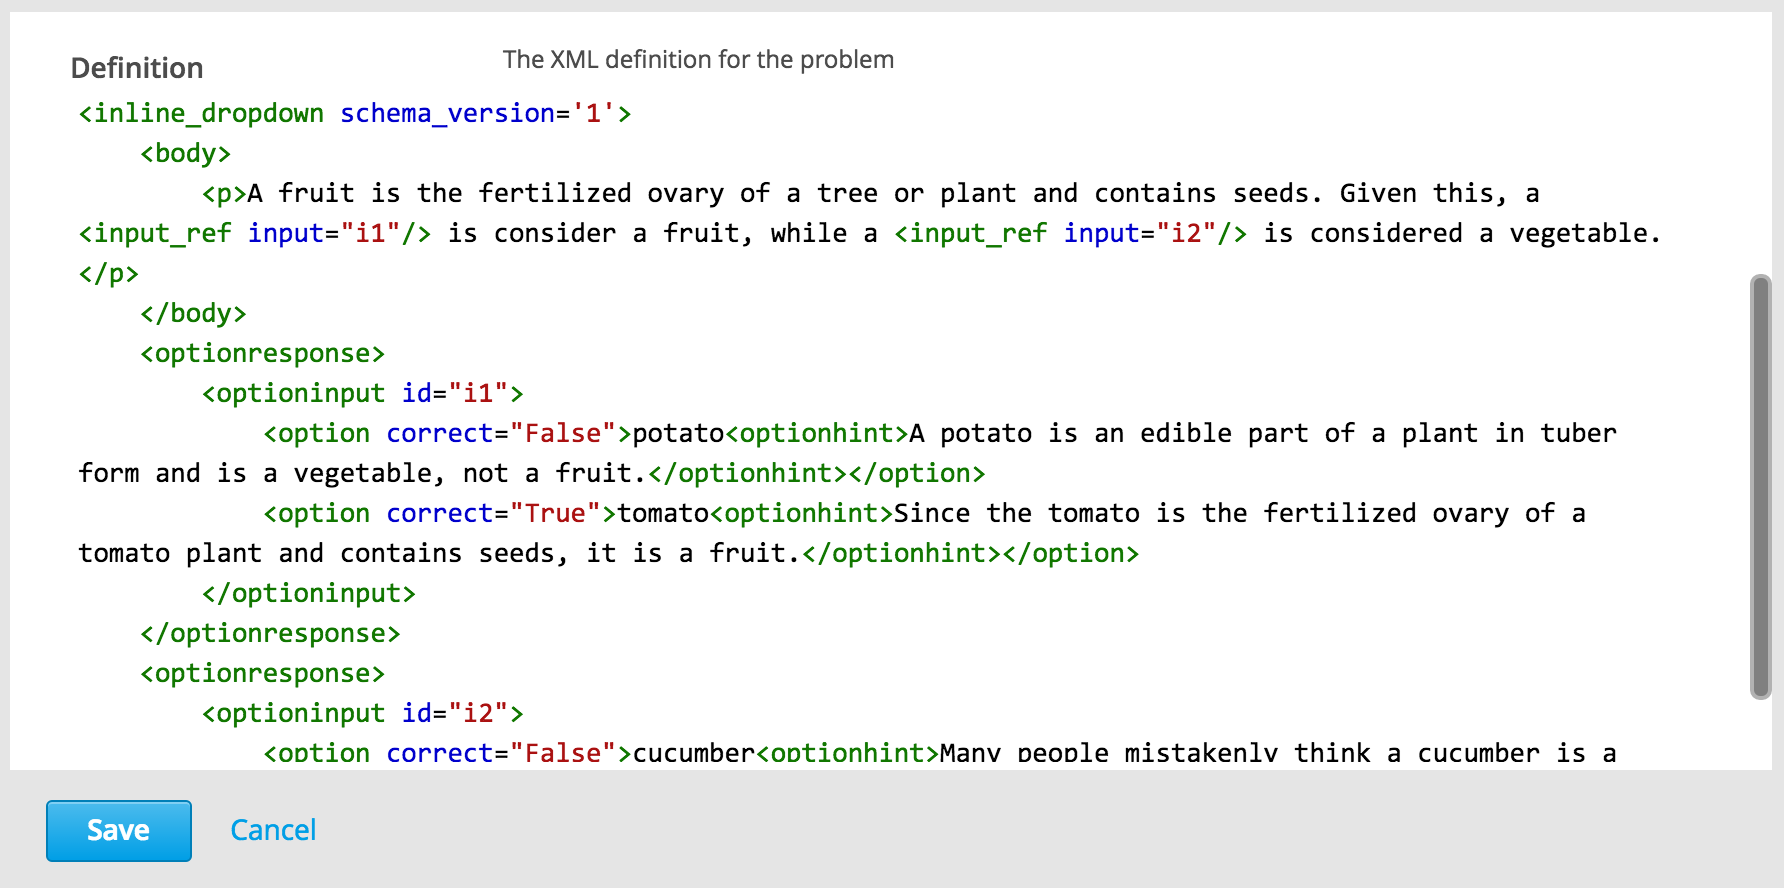 Definition
The XML definition for the problem
<inline_dropdown schema_version='1'>
<body>
<p>A fruit is the fertilized ovary of a tree or plant and contains seeds. Given this, a
<input_ref input="i1"/> is consider a fruit, while a <input_ref input="i2"/> is considered a vegetable.
</p>
</body>
<optionresponse>
<optioninput id="i1">
<option correct="False">potato<optionhint>A potato is an edible part of a plant in tuber
form and is a vegetable, not a fruit.</optionhint></option>
<option correct="True">tomato<optionhint>Since the tomato is the fertilized ovary of a
tomato plant and contains seeds, it is a fruit.</optionhint></option>
</optioninput>
</optionresponse>
<optionresponse>
<optioninput id="i2">
<option correct="False">cucumber<optionhint>Many people mistakenly think a cucumber is a
Save
Cancel